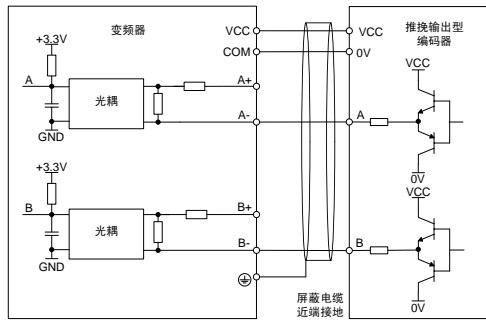 变频器
推挽输出型
编码器
+3.3V
VCC
VCC
COM
0V
VCC
A
光耦
A+
A-
A
GND
0V
+3.3V
VCC
B
光耦
B+
B-
B
GND
屏蔽电缆
近端接地
0V